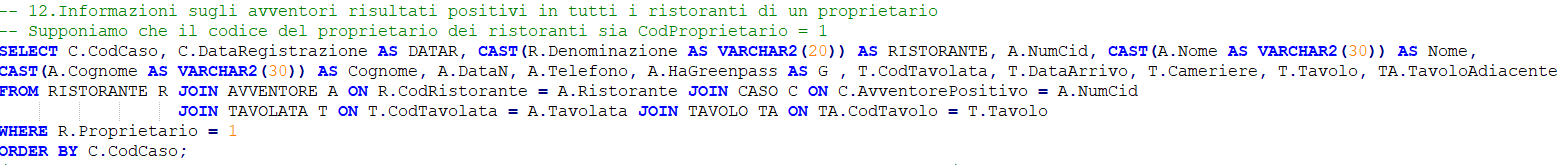 -- 12.Informazioni sugli avventori risultati positivi in tutti i ristoranti di un proprietario
-- Supponiamo che il codice del proprietario dei ristoranti sia CodProprietario = 1
SELECT C.CodCaso, C.DataRegistrazione AS DATAR, CAST(R.Denominazione AS VARCHAR2(20)) AS RISTORANTE, A.NumCid, CAST(A.Nome AS VARCHAR2(30)) AS Nome,
CAST(A.Cognome AS VARCHAR2(30)) AS Cognome, A.DataN, A.Telefono, A.HaGreenpass AS G , T.CodTavolata, T.DataArrivo, T.Cameriere, T.Tavolo, TA.TavoloAdiacente
FROM RISTORANTE R JOIN AVVENTORE A ON R.CodRistorante = A.Ristorante JOIN CASO C ON C.AvventorePositivo = A.NumCid
JOIN TAVOLATA T ON T.CodTavolata = A.Tavolata JOIN TAVOLO TA ON TA.CodTavolo = T.Tavolo
WHERE R.Proprietario = 1
ORDER BY C.CodCaso;